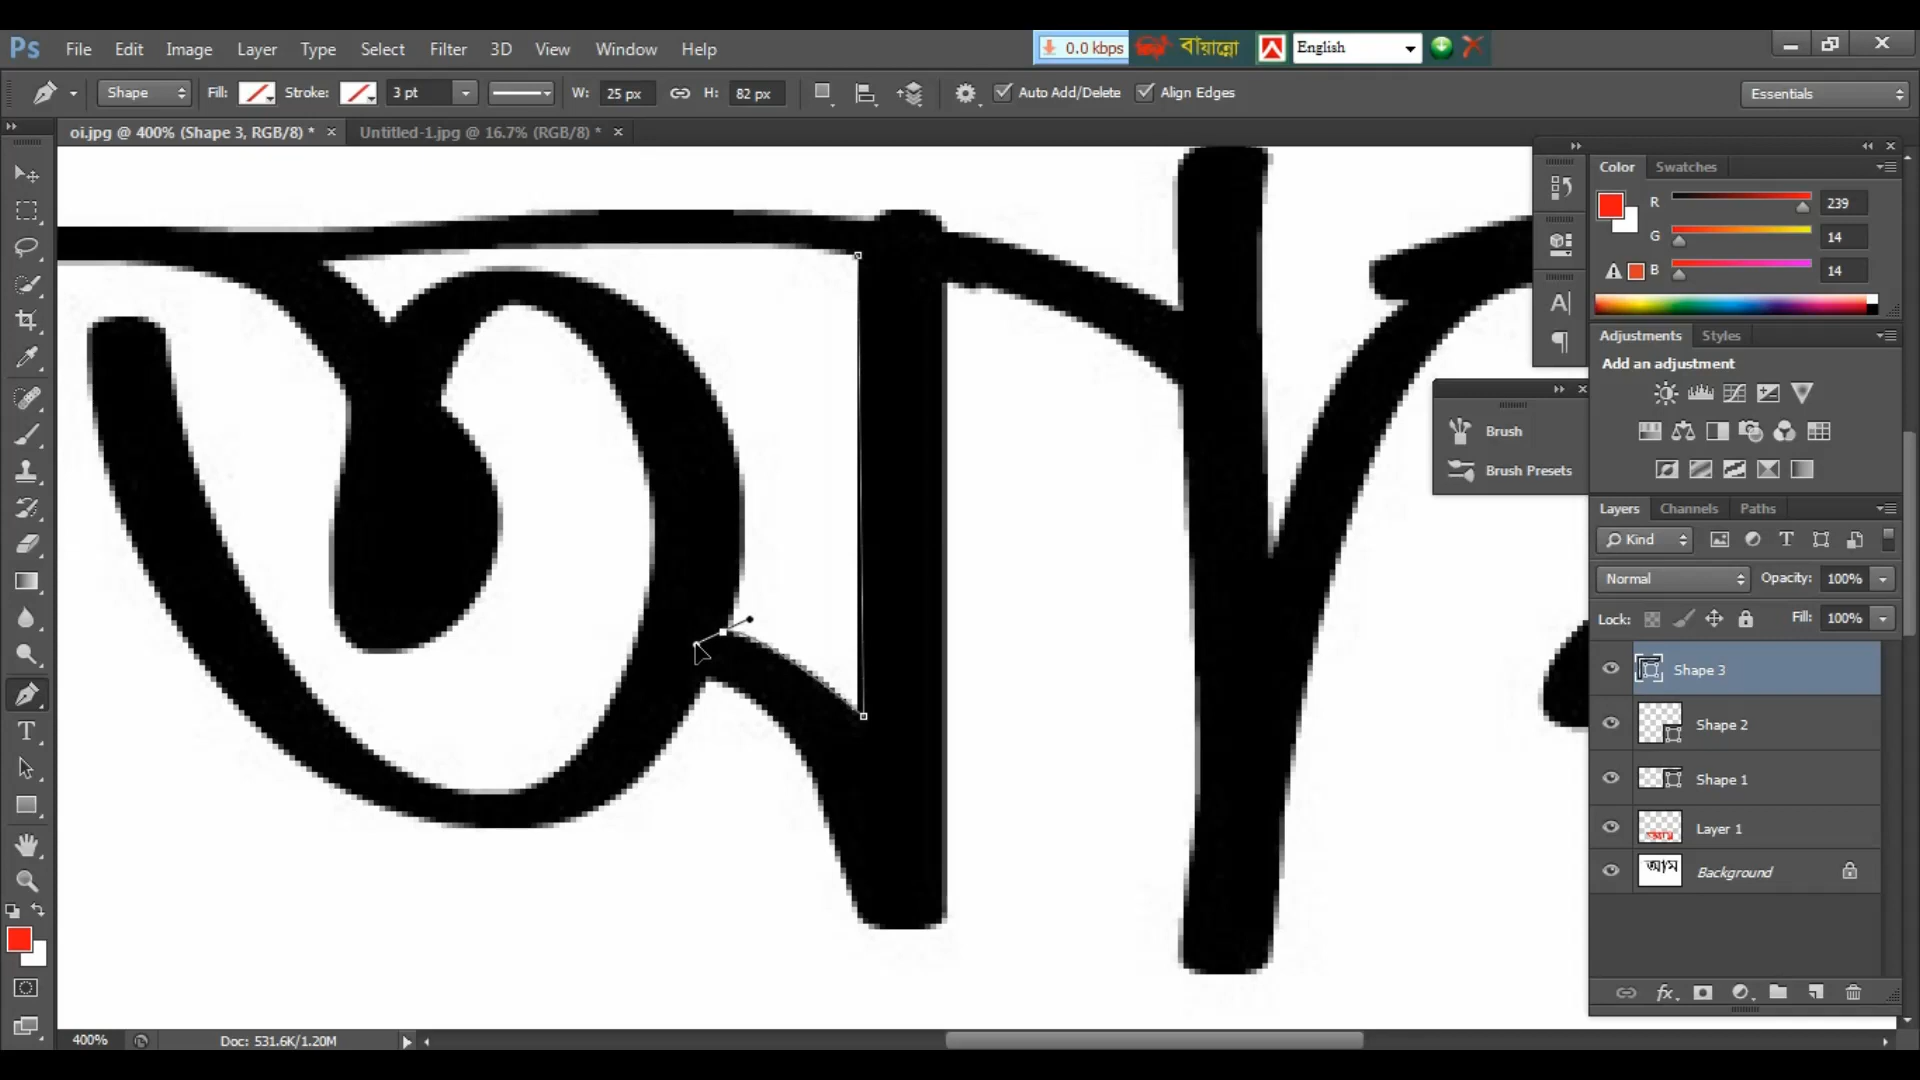 Ps File Edit Image Layer Type Select Filter 3D View Window Help
0.0 kbps বায়ান্নো English
Shape Fill: Stroke: 3 pt W: 25 px H: 82 px Auto Add/Delete Align Edges Essentials
oi.jpg @ 400% (Shape 3, RGB/8) * × Untitled-1.jpg @ 16.7% (RGB/8) * ×
Color Swatches
R 239
G 14
B 14
Adjustments Styles
Add an adjustment
Brush
Brush Presets
Layers Channels Paths
Kind
Normal Opacity: 100%
Lock: Fill: 100%
Shape 3
Shape 2
Shape 1
Layer 1
Background
400% Doc: 531.6K/1.20M